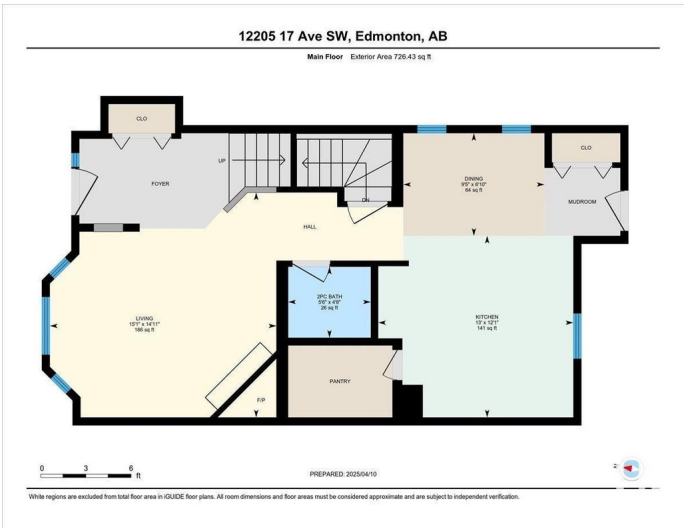 12205 17 Ave SW, Edmonton, AB
Main Floor Exterior Area 726.43 sq ft
CLO
CLO
UP
FOYER
DINING
9'5" x 6'10"
64 sq ft
DN
MUDROOM
HALL
2PC BATH
5'6" x 4'8"
26 sq ft
LIVING
15'1" x 14'11"
186 sq ft
KITCHEN
13' x 12'1"
141 sq ft
PANTRY
F/P
0 3 6
ft
PREPARED: 2025/04/10
N
White regions are excluded from total floor area in iGUIDE floor plans. All room dimensions and floor areas must be considered approximate and are subject to independent verification.